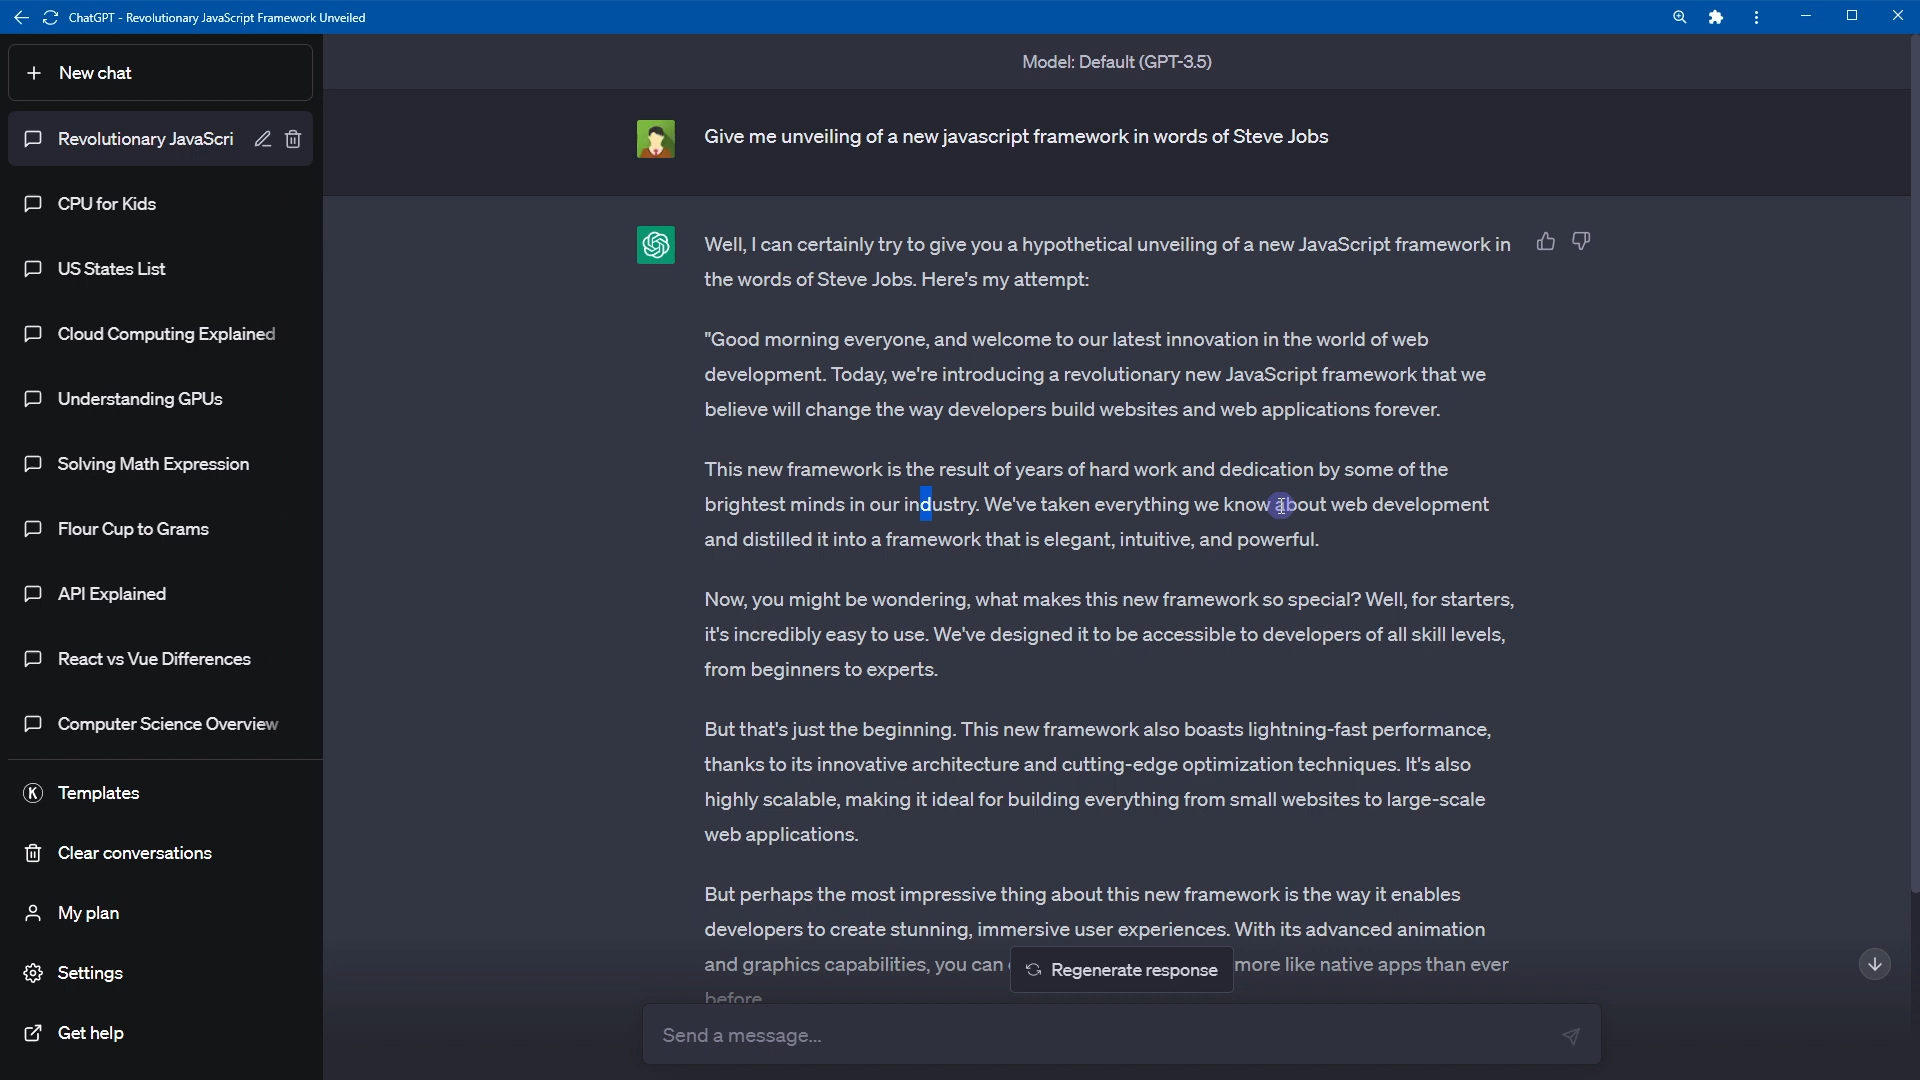 ChatGPT - Revolutionary JavaScript Framework Unveiled
New chat
Revolutionary JavaScri
CPU for Kids
US States List
Cloud Computing Explained
Understanding GPUs
Solving Math Expression
Flour Cup to Grams
API Explained
React vs Vue Differences
Computer Science Overview
K Templates
Clear conversations
My plan
Settings
Get help
Model: Default (GPT-3.5)
Give me unveiling of a new javascript framework in words of Steve Jobs
Well, I can certainly try to give you a hypothetical unveiling of a new JavaScript framework in
the words of Steve Jobs. Here's my attempt:
"Good morning everyone, and welcome to our latest innovation in the world of web
development. Today, we're introducing a revolutionary new JavaScript framework that we
believe will change the way developers build websites and web applications forever.
This new framework is the result of years of hard work and dedication by some of the
brightest minds in our industry. We've taken everything we know about web development
and distilled it into a framework that is elegant, intuitive, and powerful.
Now, you might be wondering, what makes this new framework so special? Well, for starters,
it's incredibly easy to use. We've designed it to be accessible to developers of all skill levels,
from beginners to experts.
But that's just the beginning. This new framework also boasts lightning-fast performance,
thanks to its innovative architecture and cutting-edge optimization techniques. It's also
highly scalable, making it ideal for building everything from small websites to large-scale
web applications.
But perhaps the most impressive thing about this new framework is the way it enables
developers to create stunning, immersive user experiences. With its advanced animation
and graphics capabilities, you can more like native apps than ever
before
Regenerate response
Send a message...